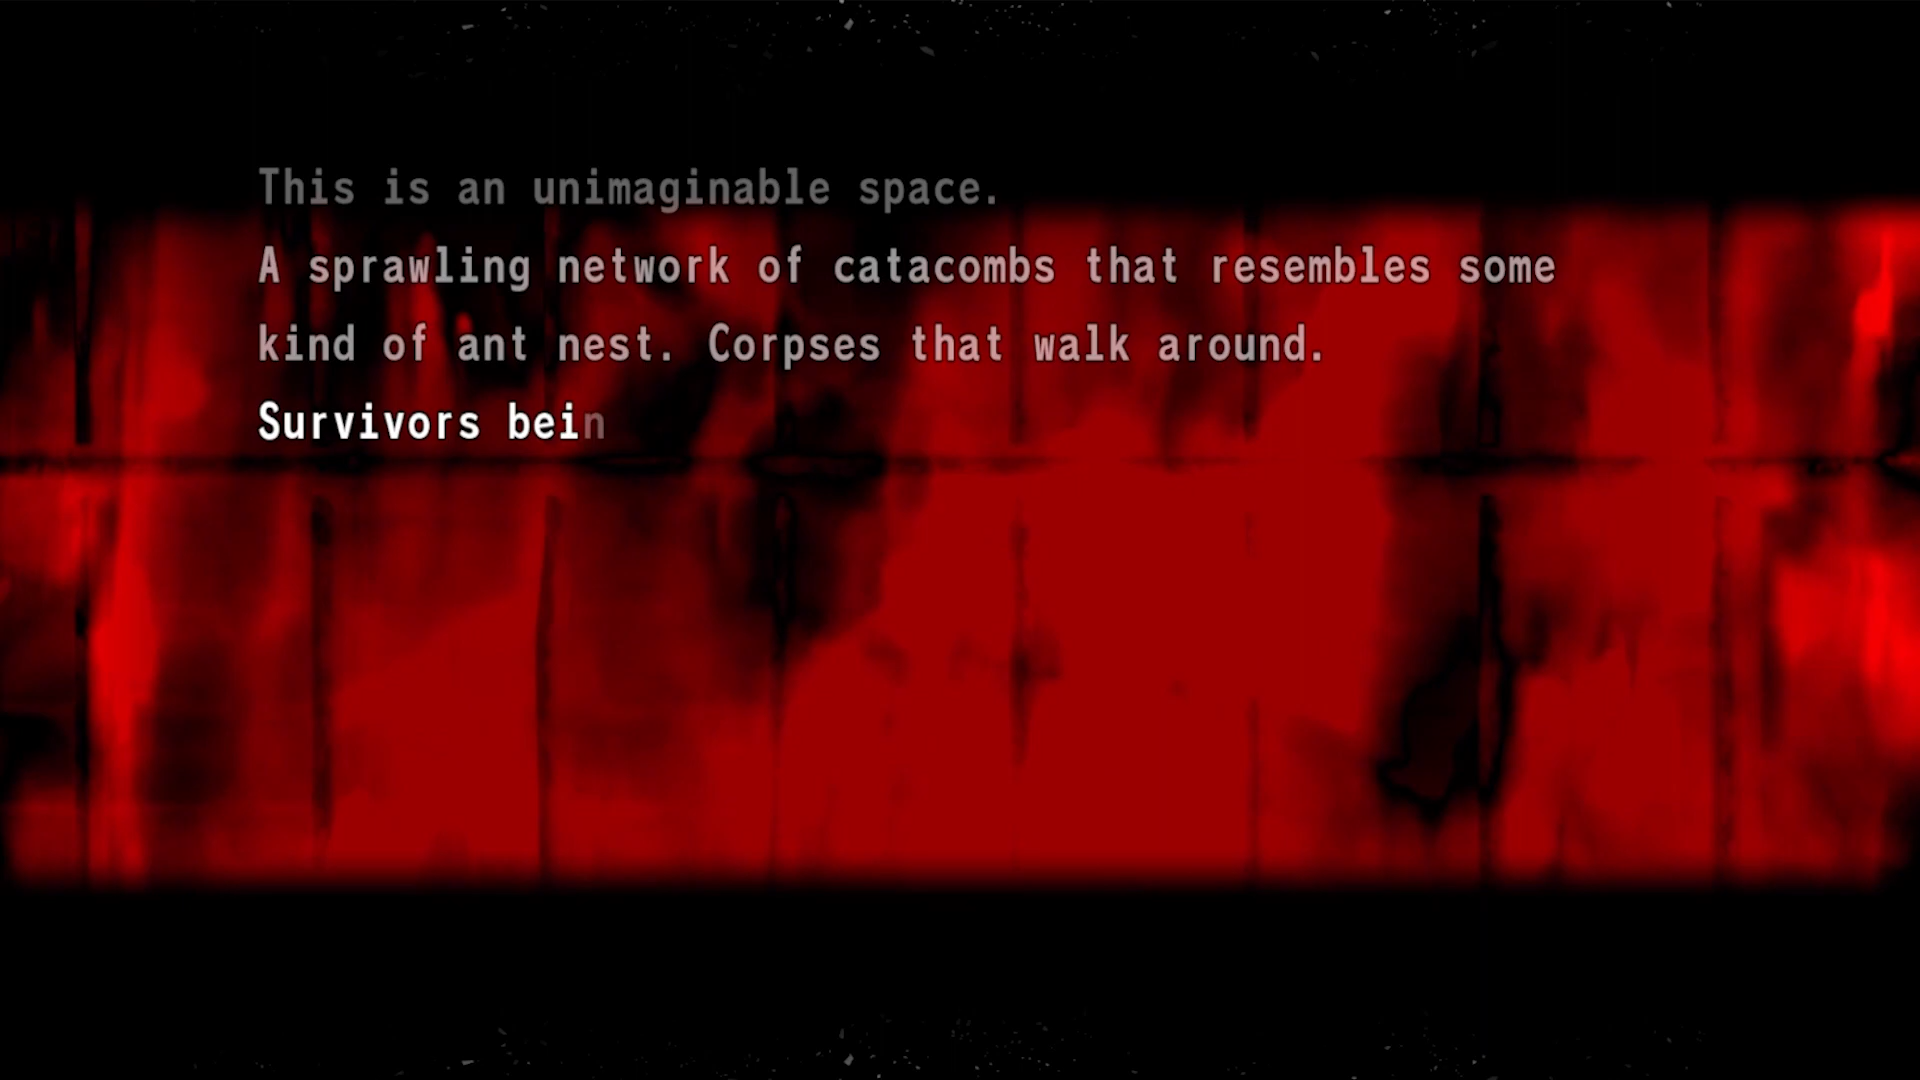 This is an unimaginable space.
A sprawling network of catacombs that resembles some
kind of ant nest. Corpses that walk around.
Survivors bein